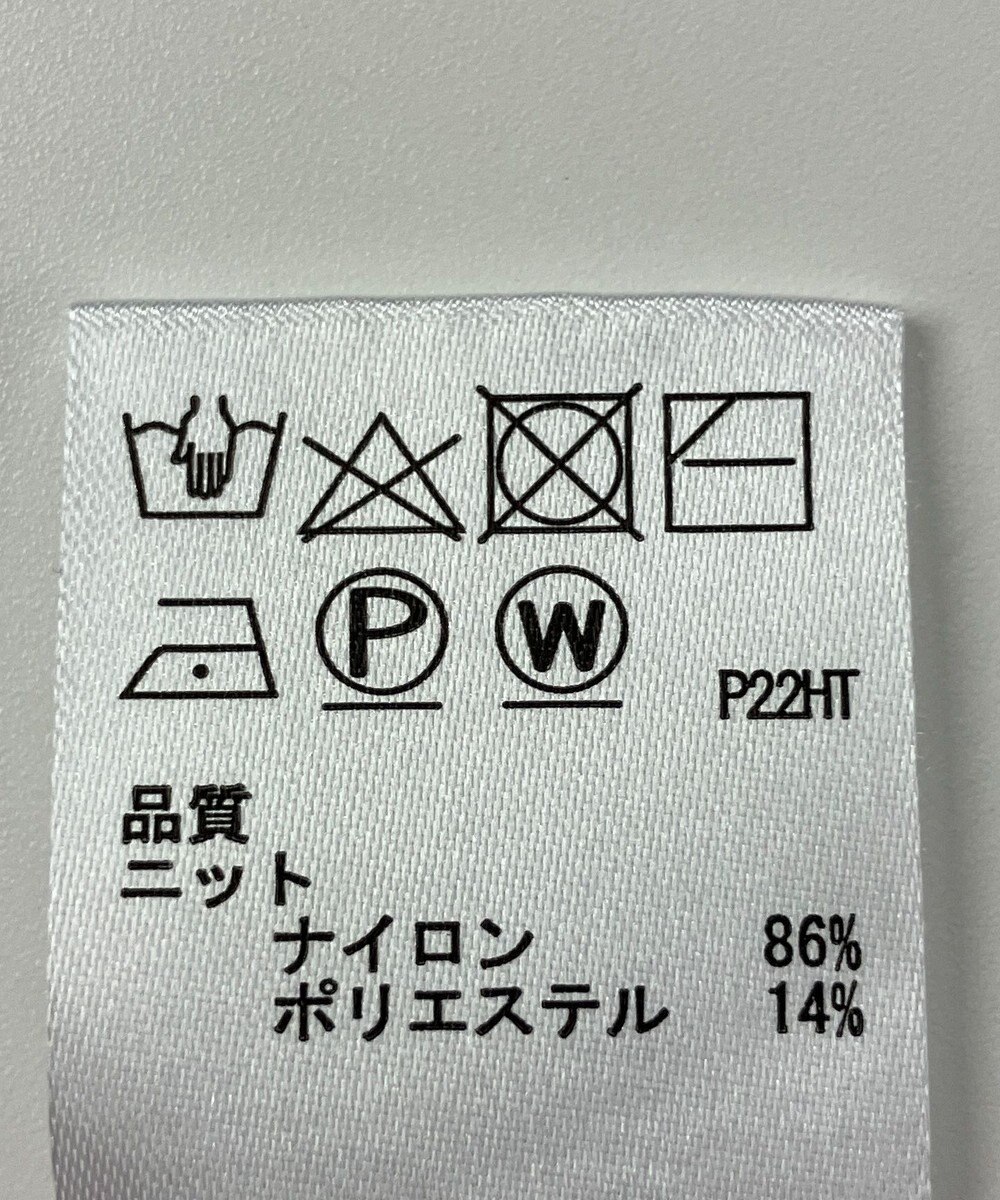 P W
P22HT
品質
ニット
ナイロン 86%
ポリエステル 14%